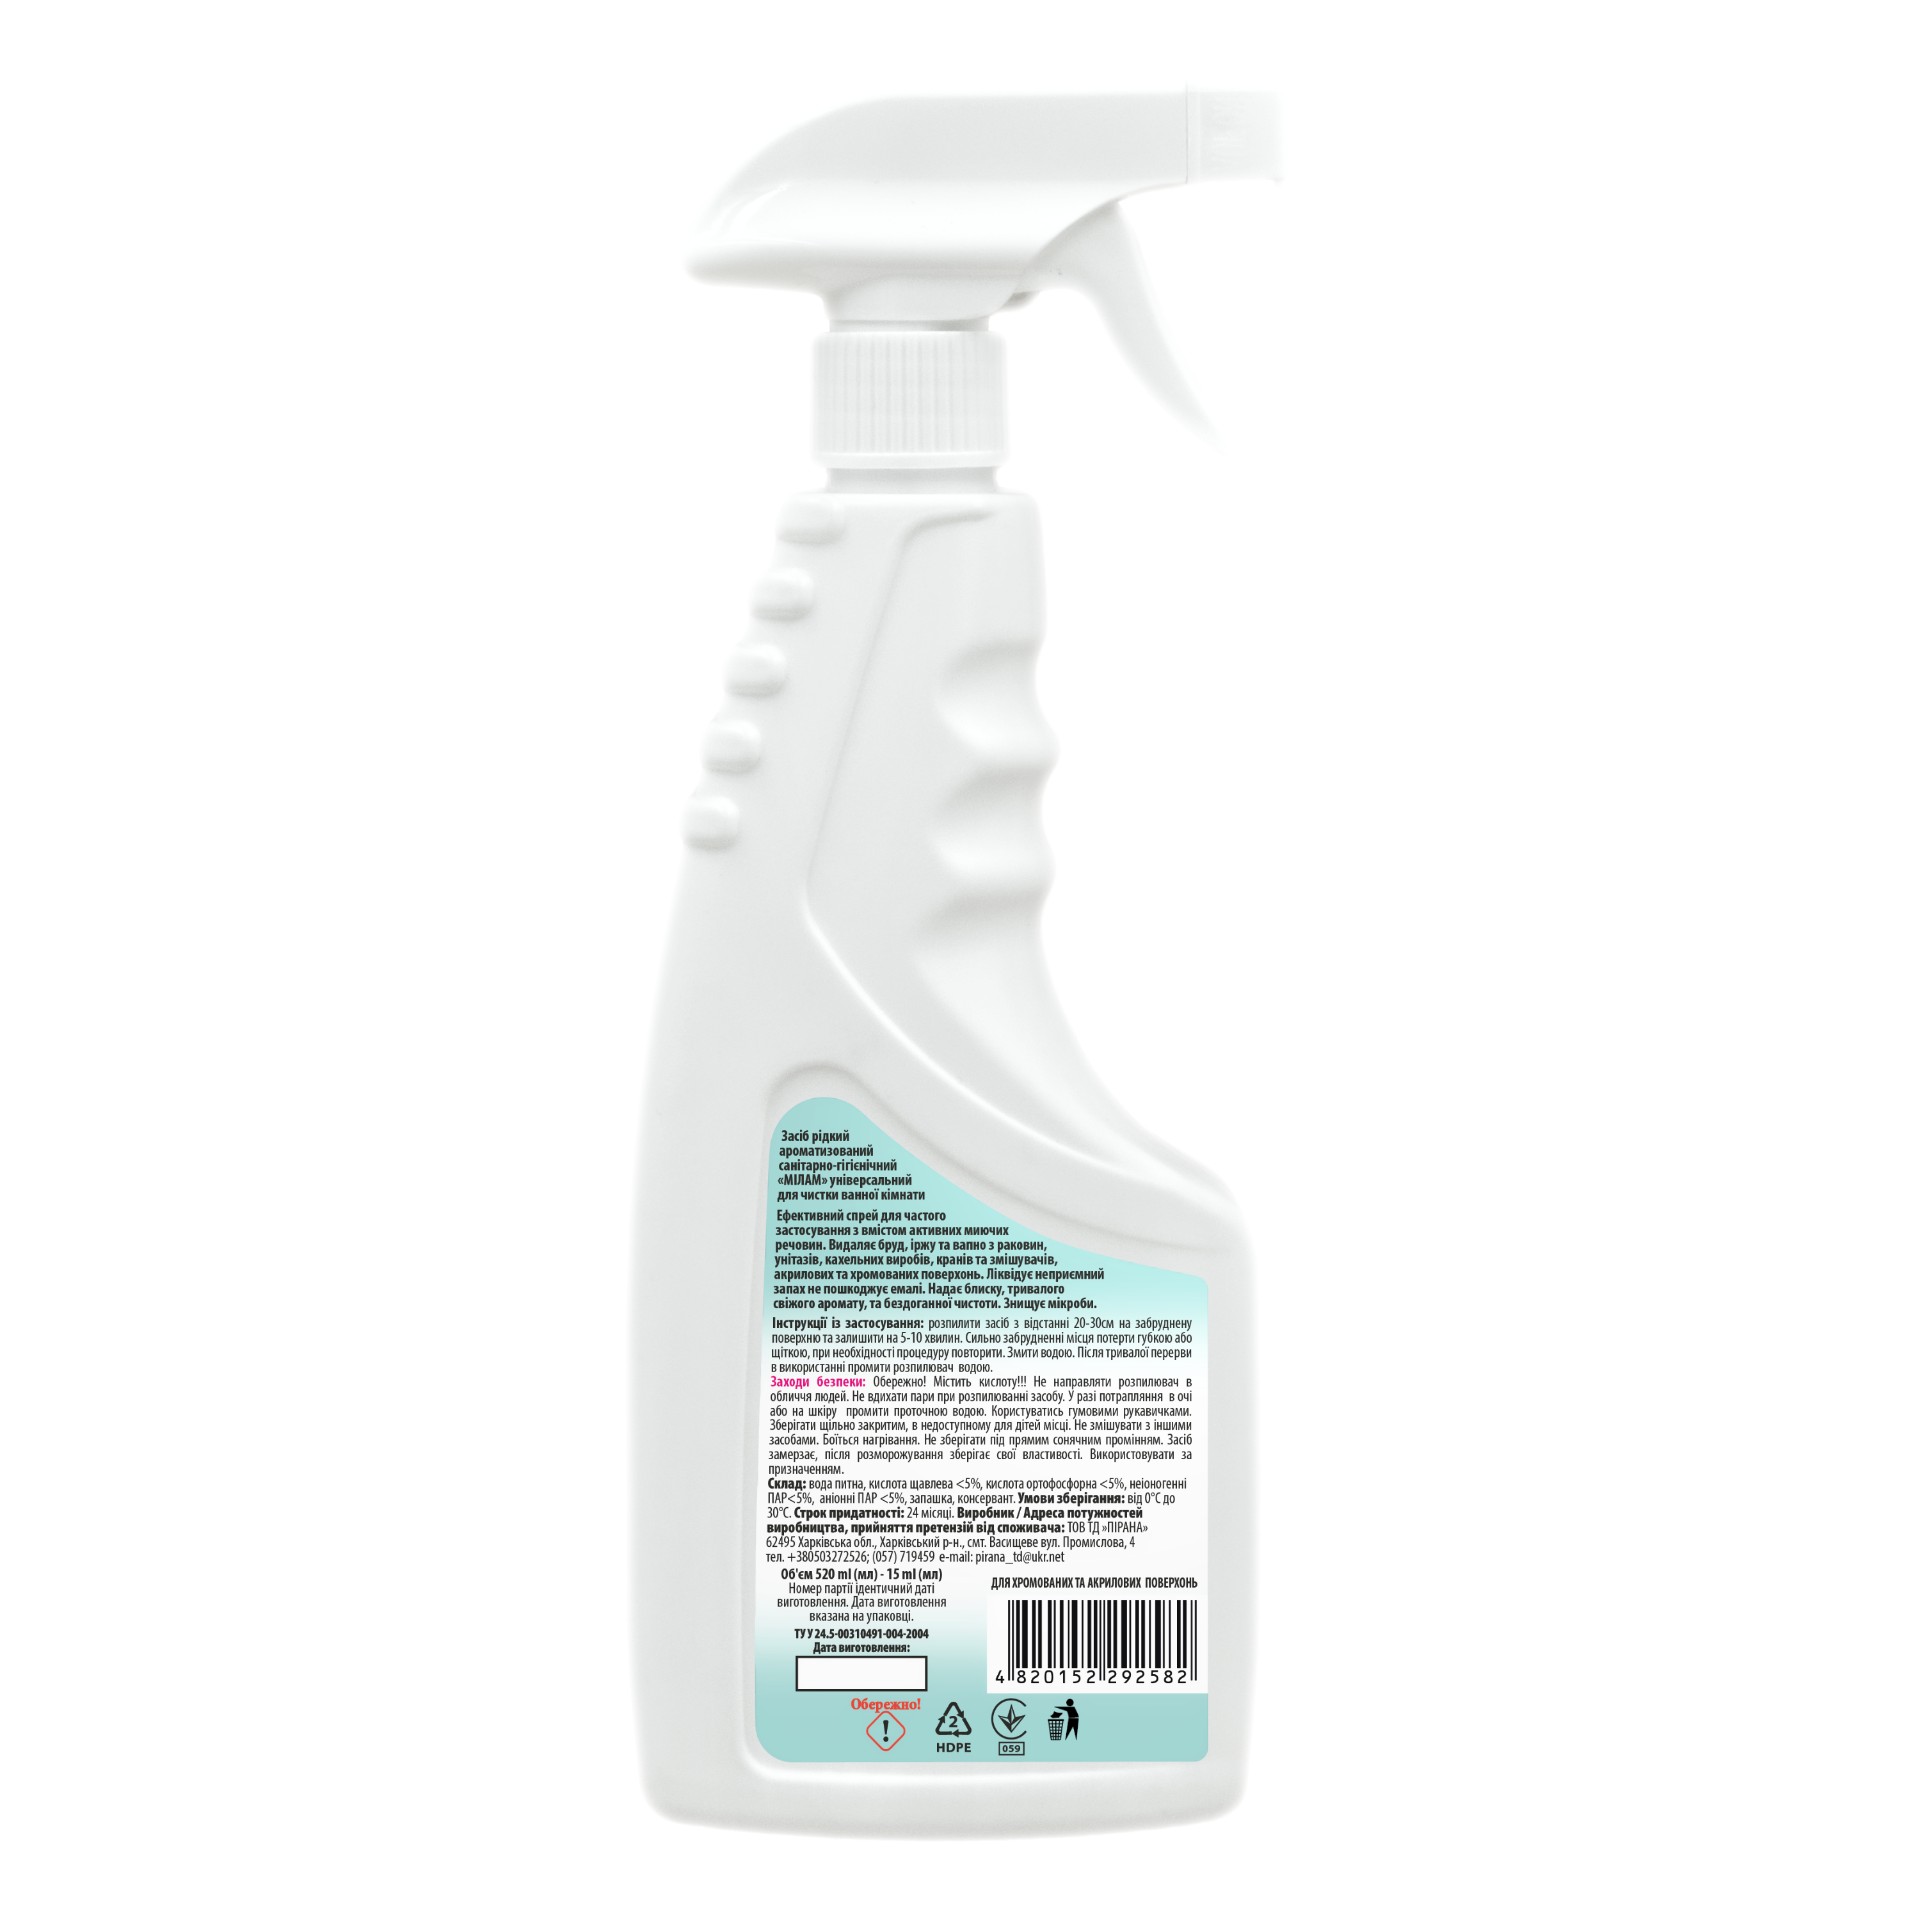 Засіб рідкий
ароматизований
санітарно-гігієнічний
«МІЛАМ» універсальний
для чистки ванної кімнати
Ефективний спрей для частого
застосування з вмістом активних миючих
речовин. Видаляє бруд, іржу та вапно з раковин,
унітазів, кахельних виробів, кранів та змішувачів,
акрилових та хромованих поверхонь. Ліквідує неприємний
запах не пошкоджує емалі. Надає блиску, тривалого
свіжого аромату, та бездоганної чистоти. Знищує мікроби.
Інструкції із застосування: розпилити засіб з відстанні 20-30см на забруднену
поверхню та залишити на 5-10 хвилин. Сильно забрудненні місця потерти губкою або
щіткою, при необхідності процедуру повторити. Змити водою. Після тривалої перерви
в використанні промити розпилювач водою.
Заходи безпеки: Обережно! Містить кислоту!!! Не направляти розпилювач в
обличчя людей. Не вдихати пари при розпилюванні засобу. У разі потрапляння в очі
або на шкіру промити проточною водою. Користуватись гумовими рукавичками.
Зберігати щільно закритим, в недоступному для дітей місці. Не змішувати з іншими
засобами. Боїться нагрівання. Не зберігати під прямим сонячним промінням. Засіб
замерзає, після розморожування зберігає свої властивості. Використовувати за
призначенням.
Склад: вода питна, кислота щавлева <5%, кислота ортофосфорна <5%, неіоногенні
ПАР<5%, аніонні ПАР <5%, запашка, консервант. Умови зберігання: від 0°С до
30°С. Строк придатності: 24 місяці. Виробник / Адреса потужностей
виробництва, прийняття претензій від споживача: ТОВ ТД »ПІРАНА»
62495 Харківська обл., Харківський р-н., смт. Васищеве вул. Промислова, 4
тел. +380503272526; (057) 719459 e-mail: pirana_td@ukr.net
Об'єм 520 ml (мл) - 15 ml (мл)
Номер партії ідентичний даті
виготовлення. Дата виготовлення
вказана на упаковці.
ТУ У 24.5-00310491-004-2004
Дата виготовлення:
ДЛЯ ХРОМОВАНИХ ТА АКРИЛОВИХ ПОВЕРХОНЬ
4 820152 292582
Обережно!
!
2
HDPE
059